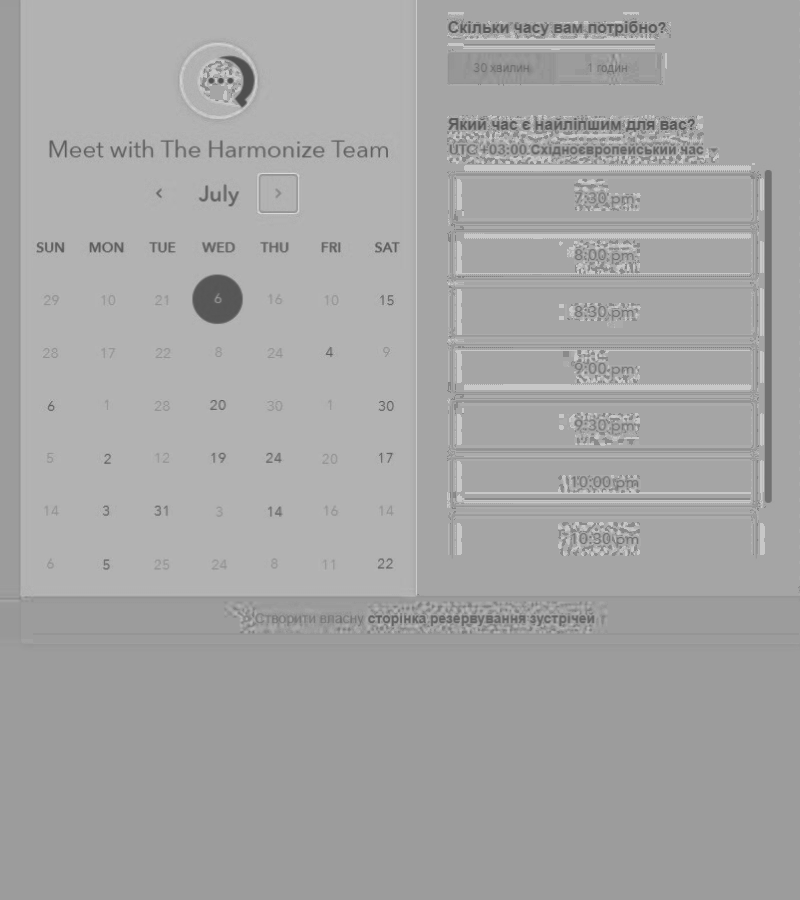 Meet with The Harmonize Team
July
SUN MON TUE WED THU FRI SAT
29 10 21 6 16 10 15
28 17 22 8 24 4 9
6 1 28 20 30 1 30
5 2 12 19 24 20 17
14 3 31 3 14 16 14
6 5 25 24 8 11 22
Скільки часу вам потрібно?
30 хвилин 1 годин
Який час є найліпшим для вас?
UTC +03:00 Східноєвропейський час
7:30 pm
8:00 pm
8:30 pm
9:00 pm
9:30 pm
10:00 pm
10:30 pm
Створити власну сторінка резервування зустрічей